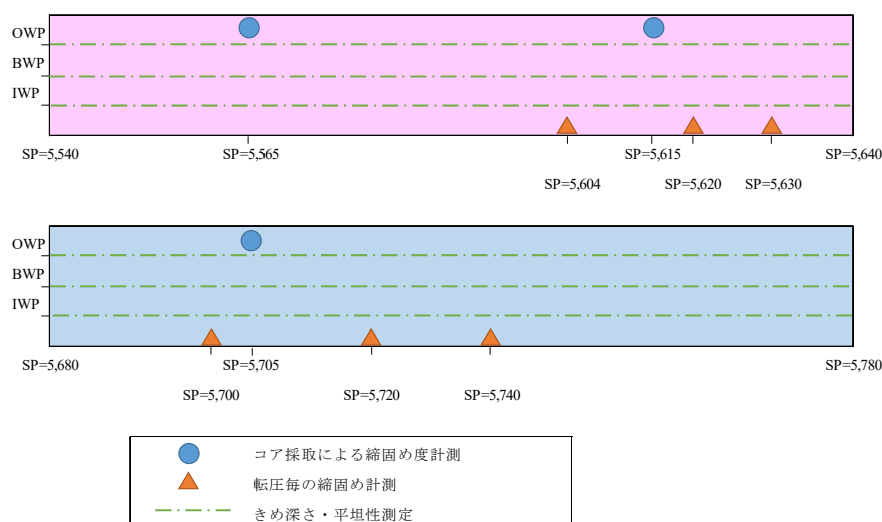 OWP
BWP
IWP
SP=5,540
SP=5,565
SP=5,615
SP=5,640
SP=5,604
SP=5,620
SP=5,630
OWP
BWP
IWP
SP=5,680
SP=5,705
SP=5,780
SP=5,700
SP=5,720
SP=5,740
コア採取による締固め度計測
転圧毎の締固め計測
きめ深さ・平坦性測定